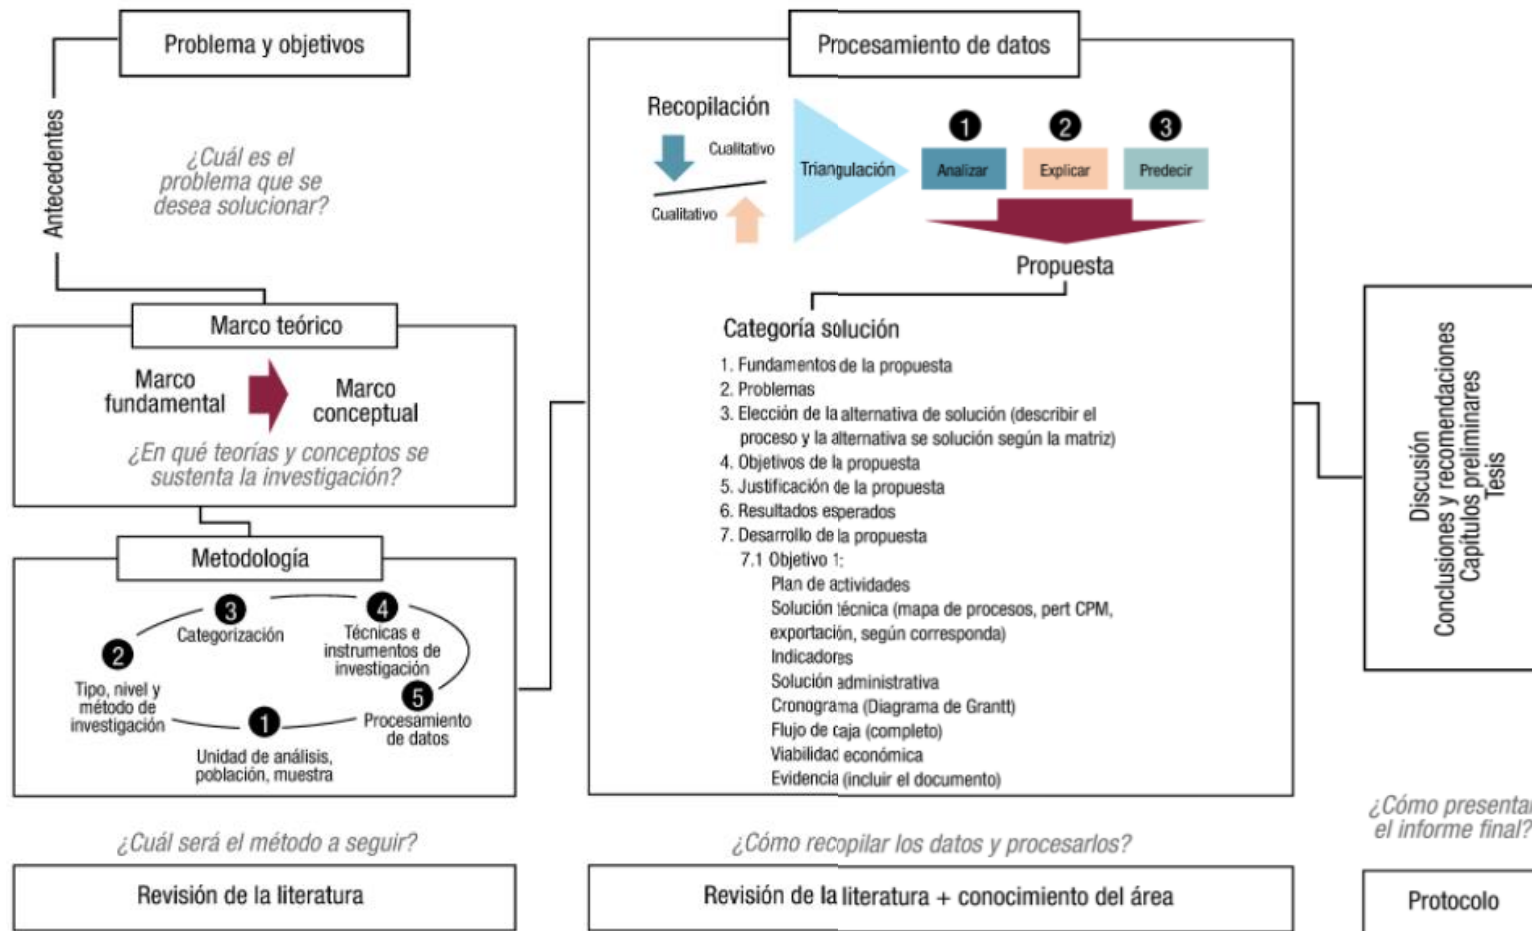 Problema y objetivos
Antecedentes
¿Cuál es el
problema que se
desea solucionar?
Marco teórico
Marco
fundamental
Marco
conceptual
¿En qué teorías y conceptos se
sustenta la investigación?
Metodología
3
Categorización
4
Técnicas e
instrumentos de
investigación
2
Tipo, nivel y
método de
investigación
1
Unidad de análisis,
población, muestra
5
Procesamiento
de datos
¿Cuál será el método a seguir?
Revisión de la literatura
Procesamiento de datos
Recopilación
Cualitativo
Cualitativo
Triangulación
1
Analizar
2
Explicar
3
Predecir
Propuesta
Categoría solución
1. Fundamentos de la propuesta
2. Problemas
3. Elección de la alternativa de solución (describir el
proceso y la alternativa se solución según la matriz)
4. Objetivos de la propuesta
5. Justificación de la propuesta
6. Resultados esperados
7. Desarrollo de la propuesta
7.1 Objetivo 1:
Plan de actividades
Solución técnica (mapa de procesos, pert CPM,
exportación, según corresponda)
Indicadores
Solución administrativa
Cronograma (Diagrama de Grantt)
Flujo de caja (completo)
Viabilidad económica
Evidencia (incluir el documento)
¿Cómo recopilar los datos y procesarlos?
Revisión de la literatura + conocimiento del área
Discusión
Conclusiones y recomendaciones
Capítulos preliminares
Tesis
¿Cómo presentar
el informe final?
Protocolo